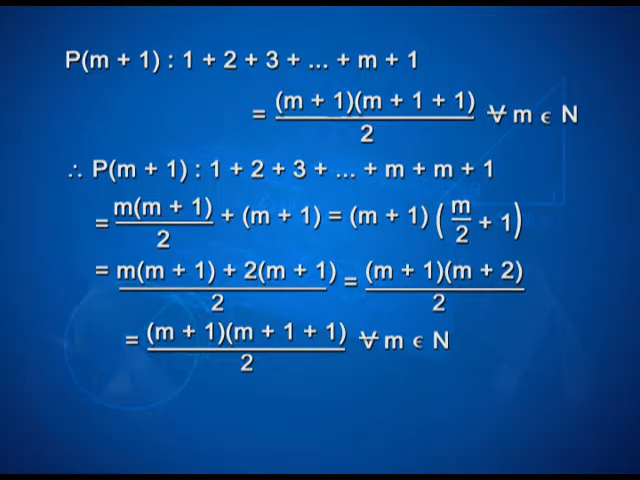 P(m + 1) : 1 + 2 + 3 + ... + m + 1
= (m + 1)(m + 1 + 1) / 2 ∀ m ϵ N
∴ P(m + 1) : 1 + 2 + 3 + ... + m + m + 1
= m(m + 1) / 2 + (m + 1) = (m + 1) (m / 2 + 1)
= m(m + 1) + 2(m + 1) / 2 = (m + 1)(m + 2) / 2
= (m + 1)(m + 1 + 1) / 2 ∀ m ϵ N